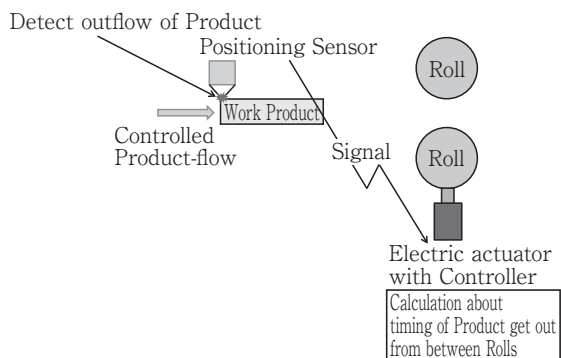 Detect outflow of Product
Positioning Sensor
Roll
Work Product
Controlled
Product-flow
Signal
Roll
Electric actuator
with Controller
Calculation about
timing of Product get out
from between Rolls